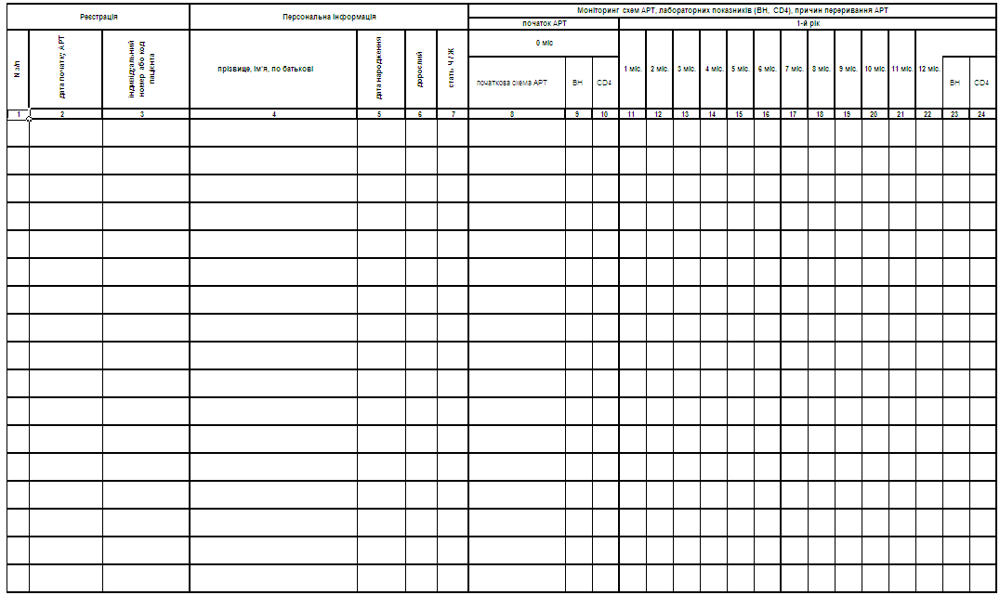 Реєстрація
Персональна інформація
Моніторинг схем АРТ, лабораторних показників (ВН, CD4), причин переривання АРТ
початок АРТ
1-й рік
N з/п
дата початку АРТ
індивідуальний номер або код пацієнта
прізвище, ім'я, по батькові
дата народження
дорослий
стать Ч / Ж
0 міс
початкова схема АРТ
ВН
CD4
1 міс.
2 міс.
3 міс.
4 міс.
5 міс.
6 міс.
7 міс.
8 міс.
9 міс.
10 міс.
11 міс.
12 міс.
ВН
CD4
1 2 3 4 5 6 7 8 9 10 11 12 13 14 15 16 17 18 19 20 21 22 23 24